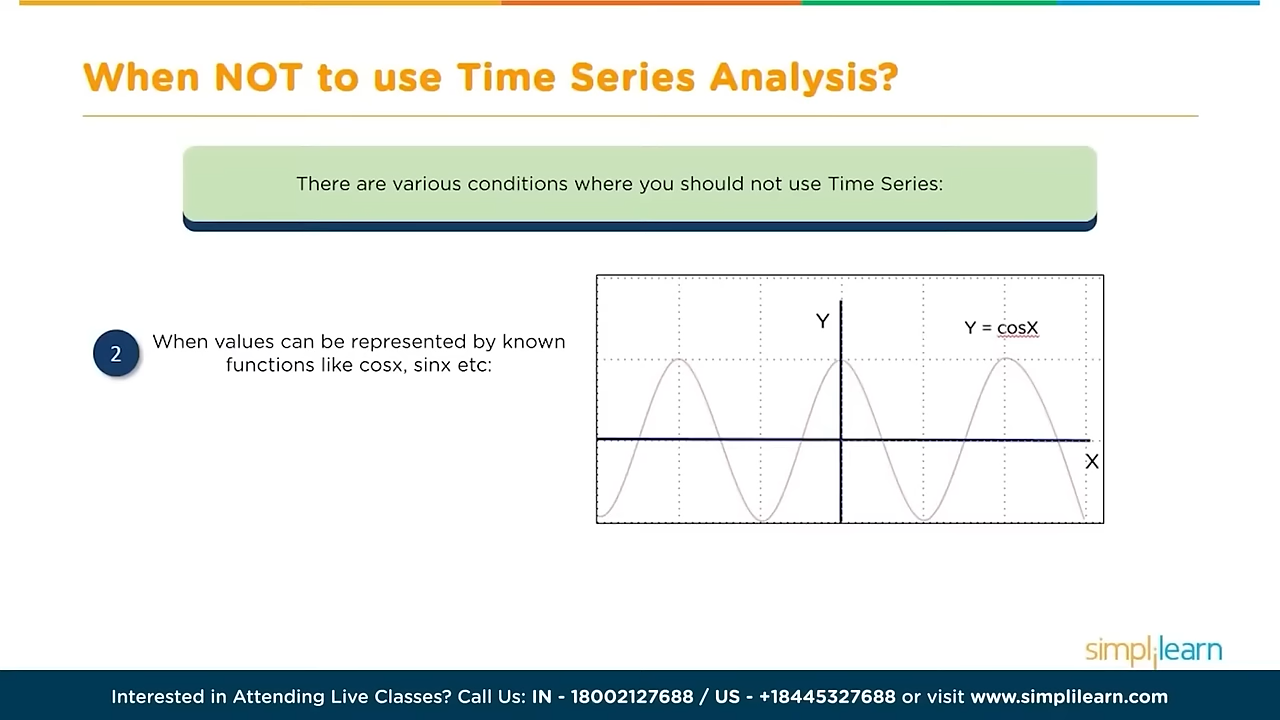 When NOT to use Time Series Analysis?
There are various conditions where you should not use Time Series:
2
When values can be represented by known
functions like cosx, sinx etc:
Y
Y = cosX
X
simplilearn
Interested in Attending Live Classes? Call Us: IN - 18002127688 / US - +18445327688 or visit www.simplilearn.com